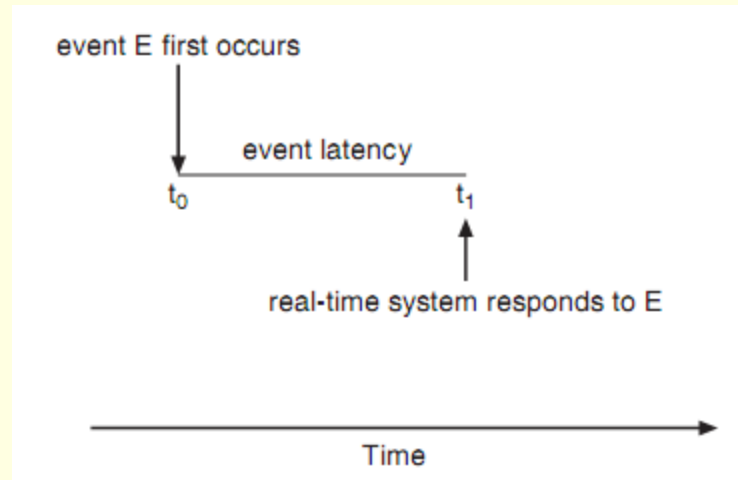 event E first occurs
event latency
t₀
t₁
real-time system responds to E
Time